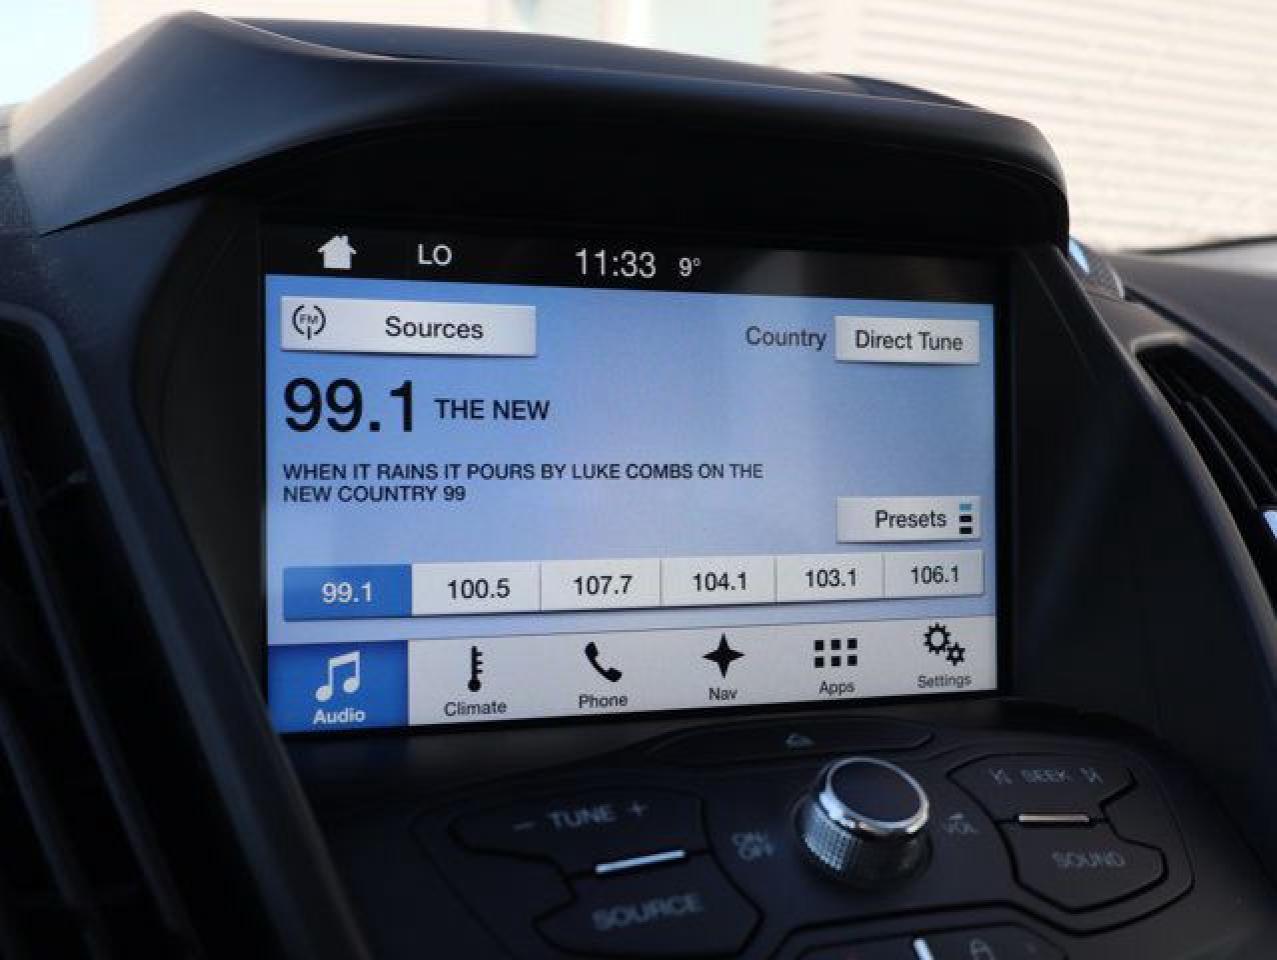 LO 11:33 9°
FM Sources Country Direct Tune
99.1 THE NEW
WHEN IT RAINS IT POURS BY LUKE COMBS ON THE
NEW COUNTRY 99
Presets
99.1 100.5 107.7 104.1 103.1 106.1
Audio Climate Phone Nav Apps Settings
− TUNE +
SEEK
ON/OFF
VOL
SOUND
SOURCE